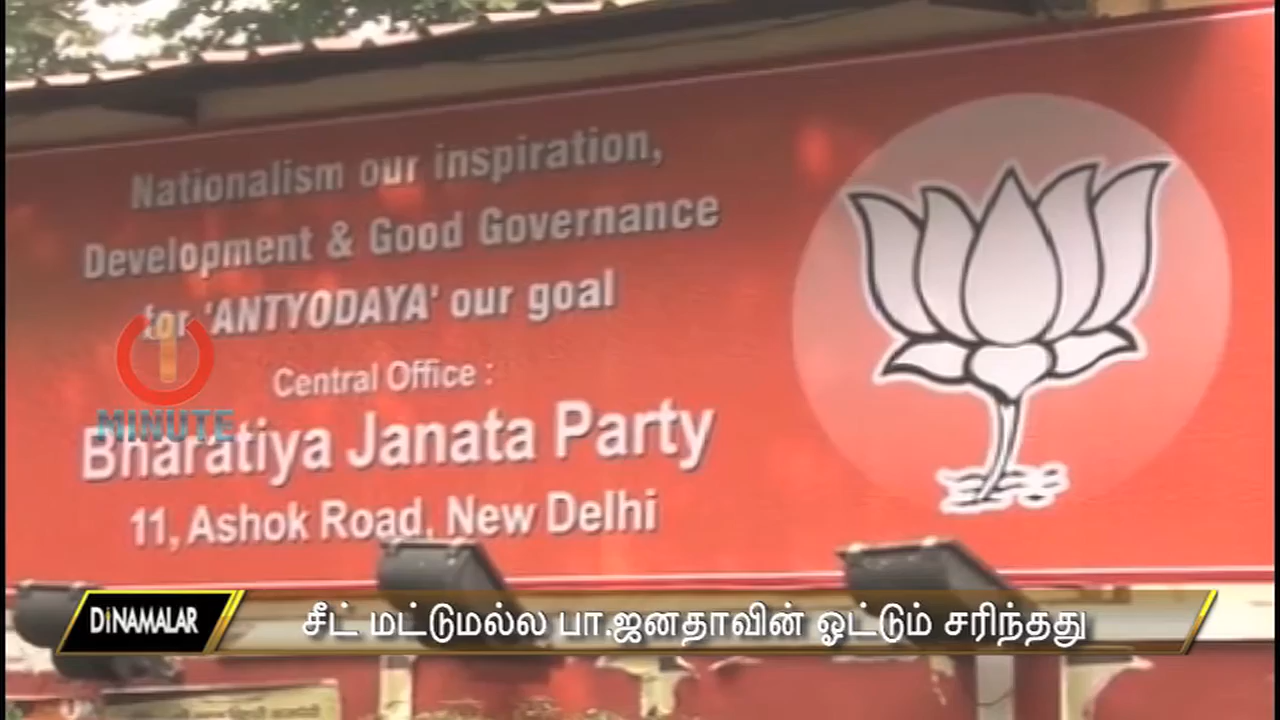 Nationalism our inspiration,
Development & Good Governance
for 'ANTYODAYA' our goal
Central Office :
Bharatiya Janata Party
11, Ashok Road, New Delhi
1
MINUTE
DiNAMALAR
சீட் மட்டுமல்ல பா.ஜனதாவின் ஓட்டும் சரிந்தது